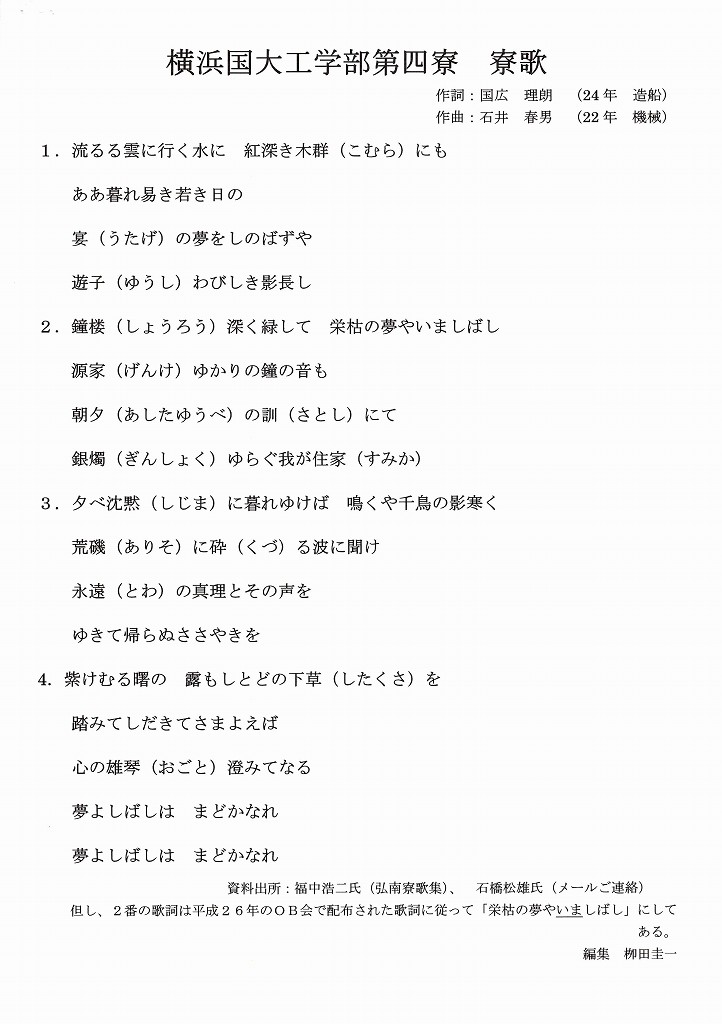 横浜国大工学部第四寮　寮歌
作詞：国広　理朗　（24 年　造船）
作曲：石井　春男　（22 年　機械）
１．流るる雲に行く水に　紅深き木群（こむら）にも
ああ暮れ易き若き日の
宴（うたげ）の夢をしのばずや
遊子（ゆうし）わびしき影長し
２．鐘楼（しょうろう）深く緑して　栄枯の夢やいましばし
源家（げんけ）ゆかりの鐘の音も
朝夕（あしたゆうべ）の訓（さとし）にて
銀燭（ぎんしょく）ゆらぐ我が住家（すみか）
３．夕べ沈黙（しじま）に暮れゆけば　鳴くや千鳥の影寒く
荒磯（ありそ）に砕（くづ）る波に聞け
永遠（とわ）の真理とその声を
ゆきて帰らぬささやきを
4. 紫けむる曙の　露もしとどの下草（したくさ）を
踏みてしだきてさまよえば
心の雄琴（おごと）澄みてなる
夢よしばしは　まどかなれ
夢よしばしは　まどかなれ
資料出所：福中浩二氏（弘南寮歌集）、　石橋松雄氏（メールご連絡）
但し、２番の歌詞は平成２６年のＯＢ会で配布された歌詞に従って「栄枯の夢やいましばし」にして
ある。
編集　栁田圭一